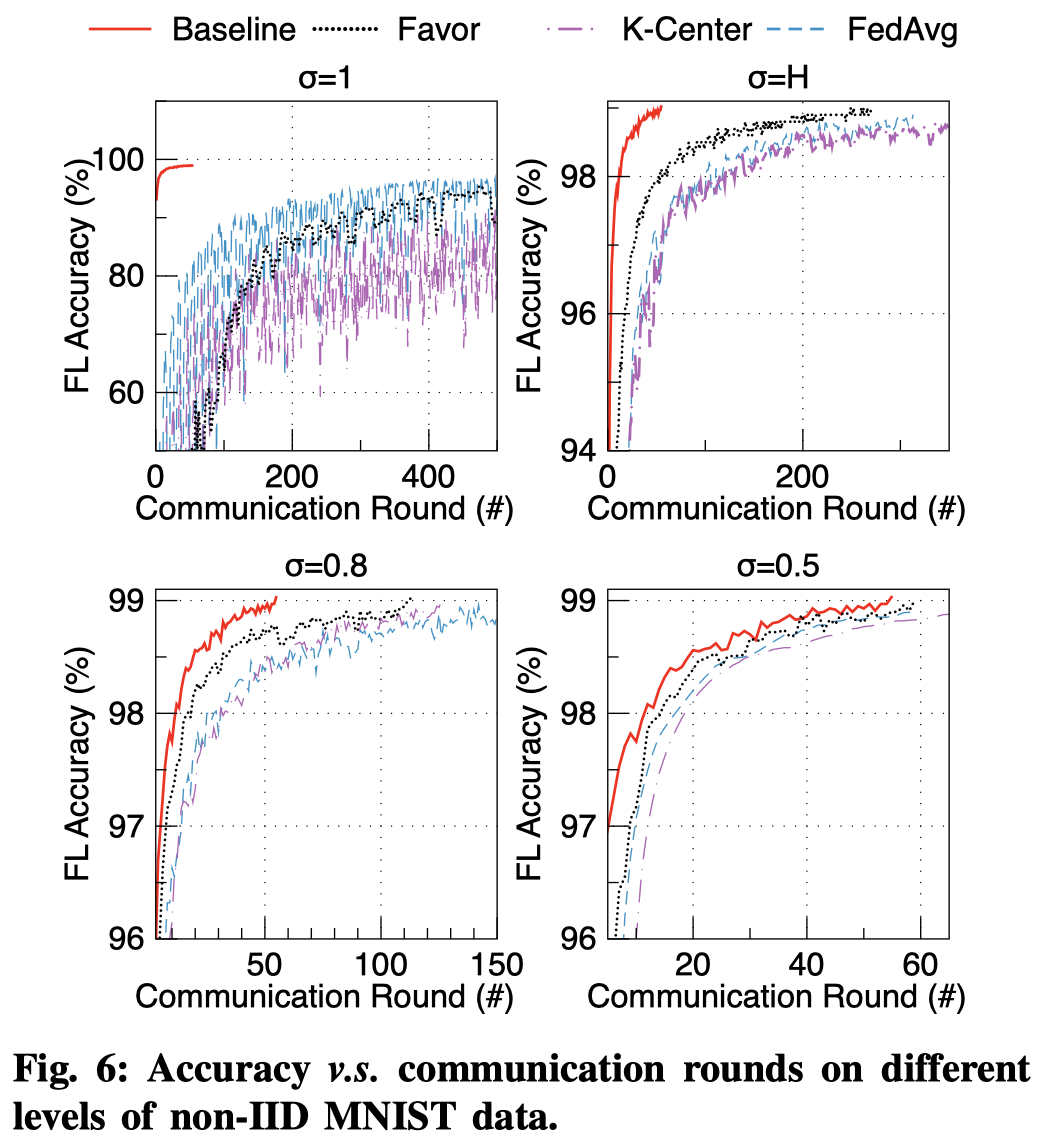 Baseline Favor K-Center FedAvg
σ=1
FL Accuracy (%)
100
80
60
0 200 400
Communication Round (#)
σ=H
FL Accuracy (%)
98
96
94
0 200
Communication Round (#)
σ=0.8
FL Accuracy (%)
99
98
97
96
50 100 150
Communication Round (#)
σ=0.5
FL Accuracy (%)
99
98
97
96
20 40 60
Communication Round (#)
Fig. 6: Accuracy v.s. communication rounds on different
levels of non-IID MNIST data.